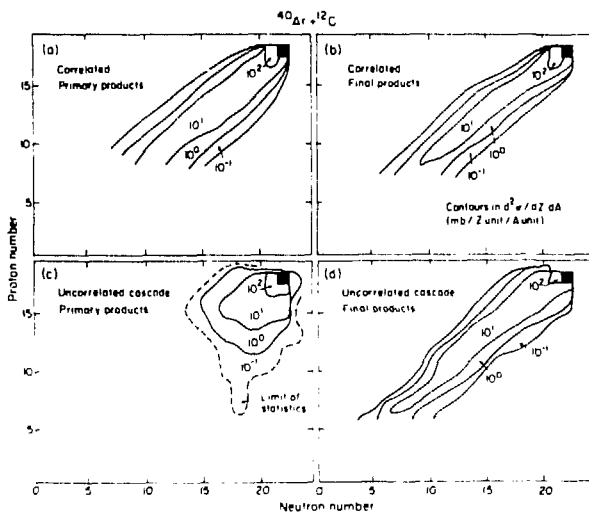 ⁴⁰Ar + ¹²C
(a)
Correlated
Primary products
10²
10¹
10⁰
10⁻¹
15
10
5
(b)
Correlated
Final products
10²
10¹
10⁰
10⁻¹
Contours in d²σ/dZ dA
(mb / Z unit / A unit)
(c)
Uncorrelated cascade
Primary products
10²
10¹
10⁰
10⁻¹
Limit of
statistics
15
10
5
(d)
Uncorrelated cascade
Final products
10²
10¹
10⁰
10⁻¹
Proton number
0 5 10 15 20 0 5 10 15 20
Neutron number